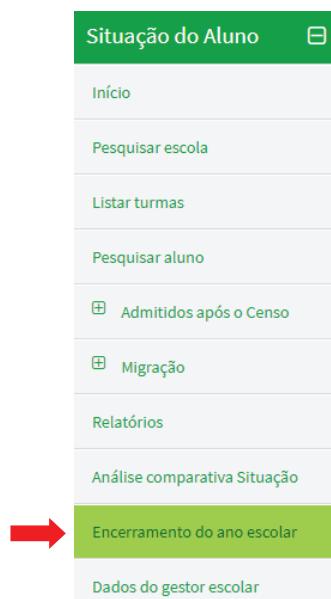 Situação do Aluno
Início
Pesquisar escola
Listar turmas
Pesquisar aluno
Admitidos após o Censo
Migração
Relatórios
Análise comparativa Situação
Encerramento do ano escolar
Dados do gestor escolar